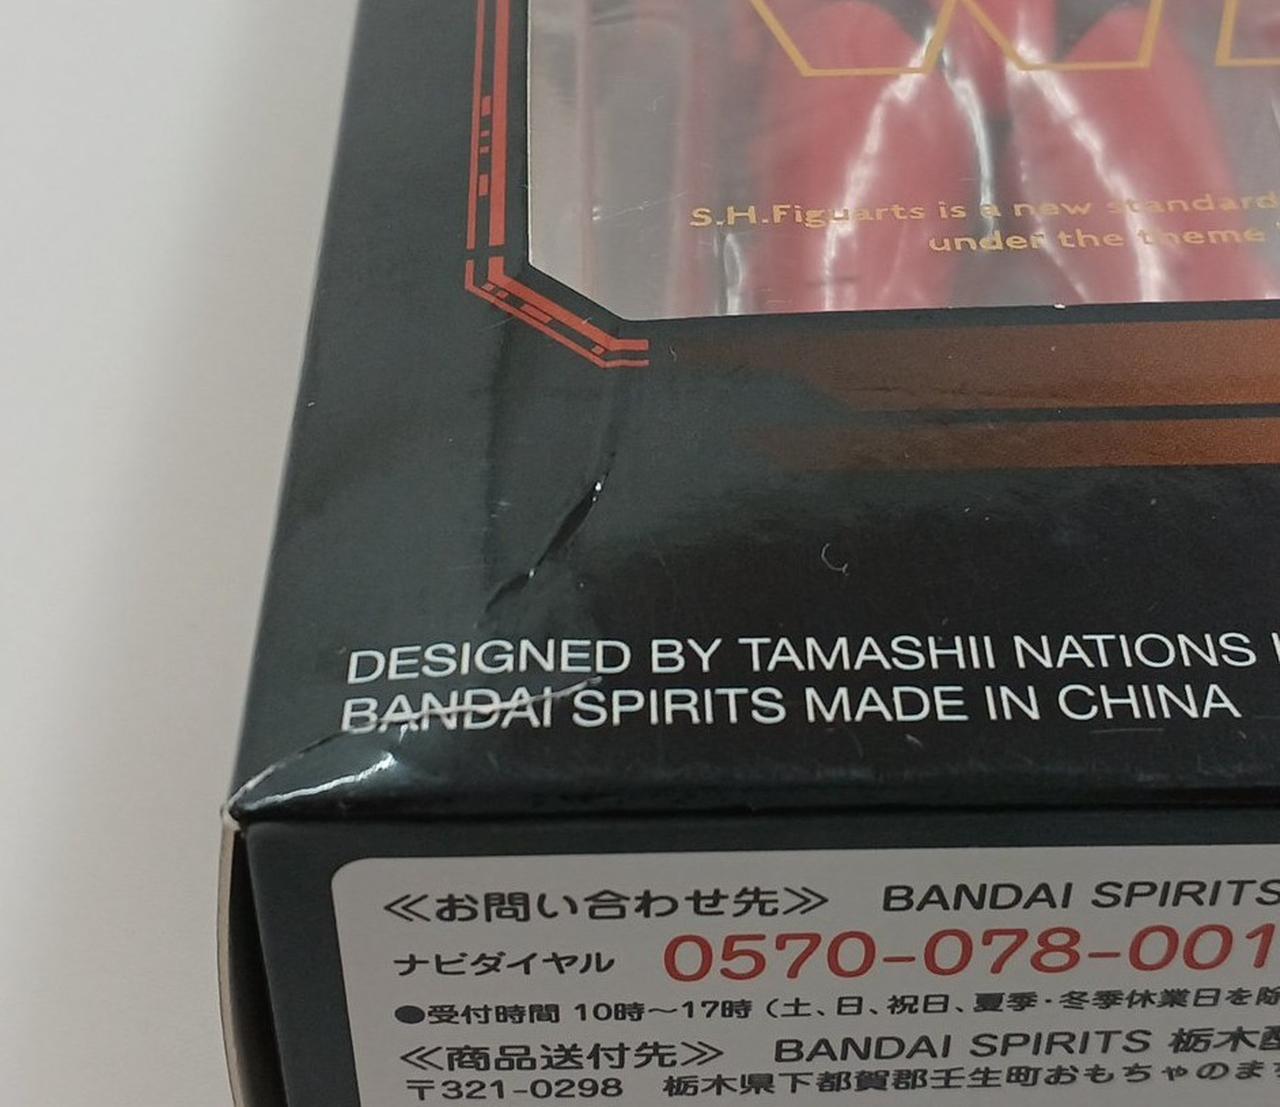 S.H.Figuarts is a new standard
under the theme
DESIGNED BY TAMASHII NATIONS
BANDAI SPIRITS MADE IN CHINA
≪お問い合わせ先≫ BANDAI SPIRITS
ナビダイヤル 0570-078-001
●受付時間 10時～17時 (土、日、祝日、夏季・冬季休業日を除
≪商品送付先≫ BANDAI SPIRITS 栃木
〒321-0298 栃木県下都賀郡壬生町おもちゃのま